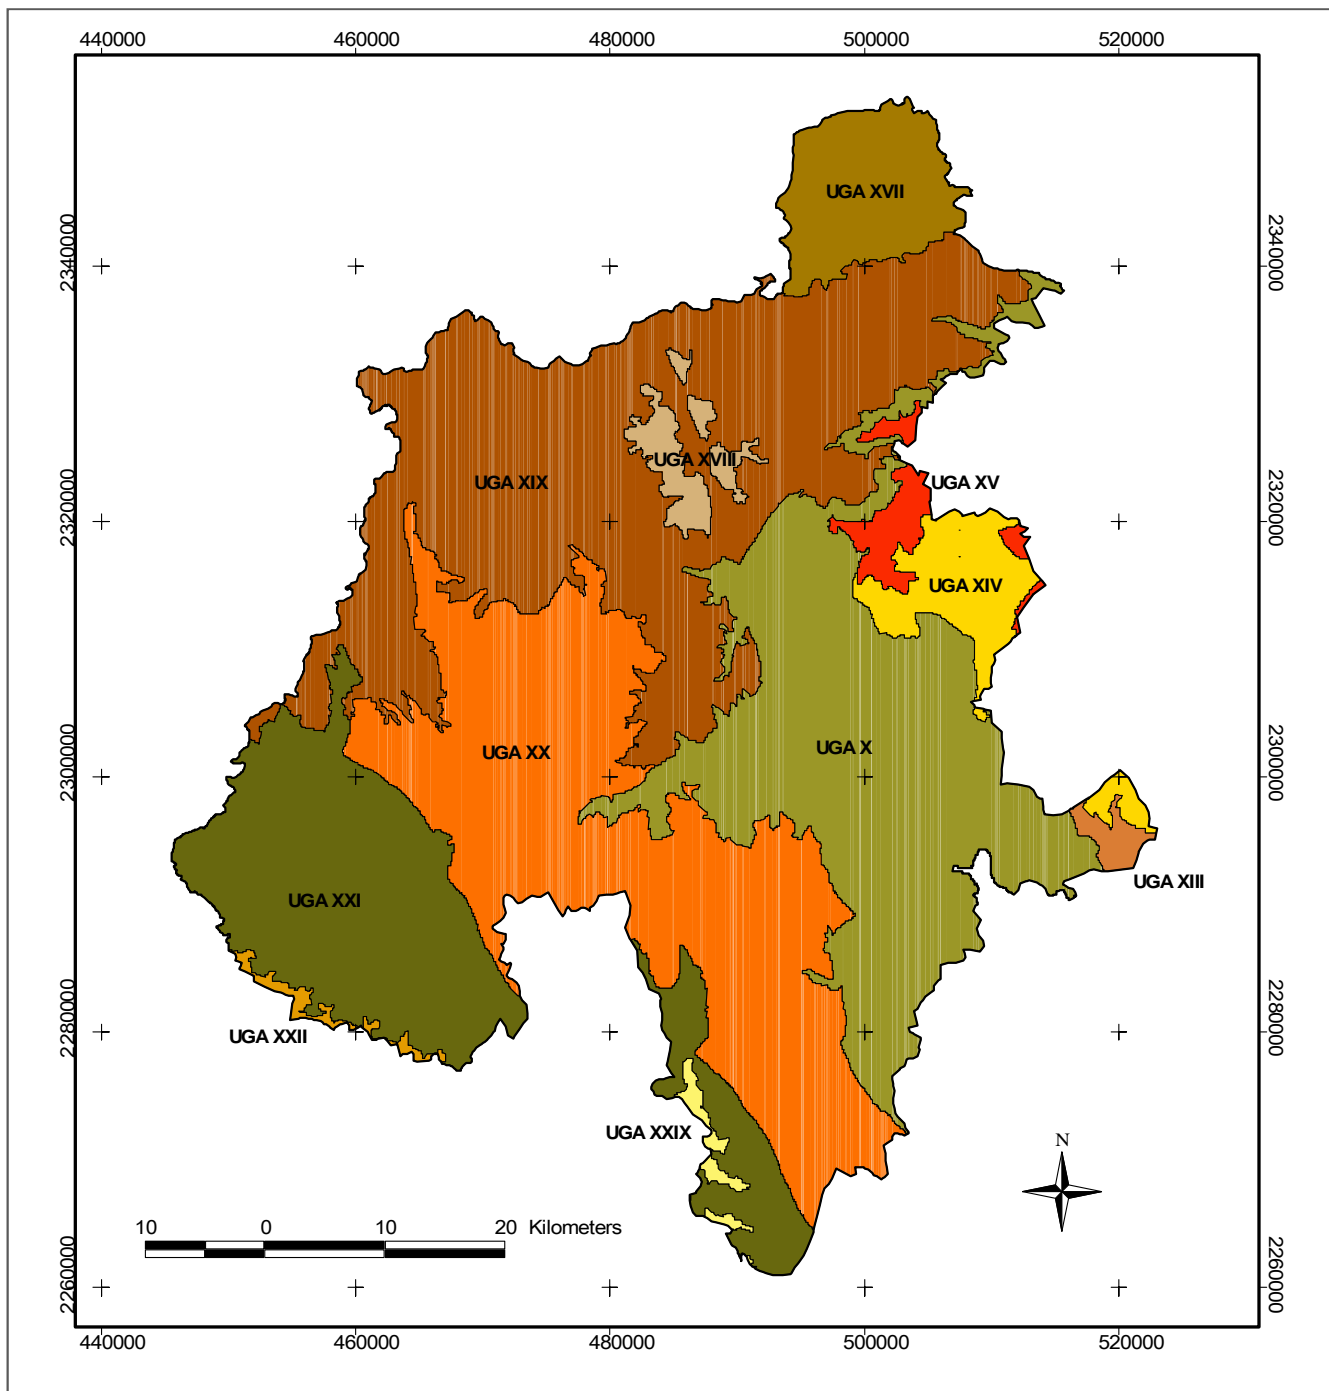 440000 460000 480000 500000 520000
UGA XVII
2340000 2340000
UGA XVIII
UGA XIX
UGA XV
2320000 2320000
UGA XIV
UGA X
UGA XX
2300000 2300000
UGA XIII
UGA XXI
2280000 2280000
UGA XXII
UGA XXIX
N
10 0 10 20 Kilometers
2260000 2260000
440000 460000 480000 500000 520000